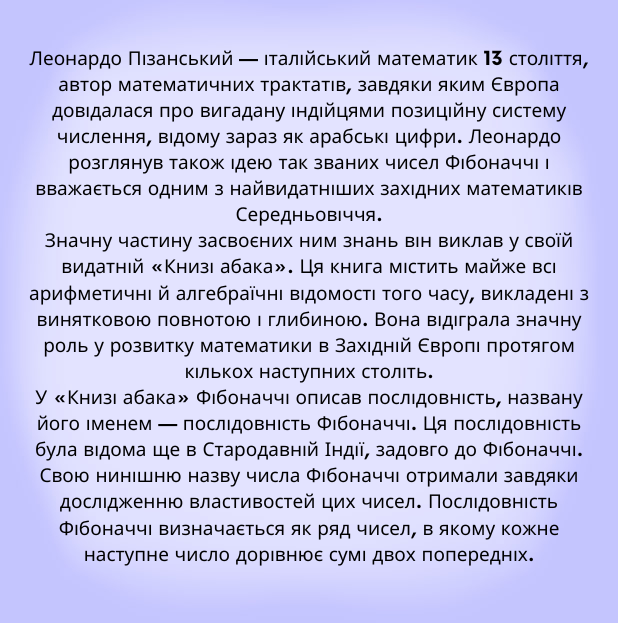 Леонардо Пізанський — італійський математик 13 століття,
автор математичних трактатів, завдяки яким Європа
довідалася про вигадану індійцями позиційну систему
числення, відому зараз як арабські цифри. Леонардо
розглянув також ідею так званих чисел Фібоначчі і
вважається одним з найвидатніших західних математиків
Середньовіччя.
Значну частину засвоєних ним знань він виклав у своїй
видатній «Книзі абака». Ця книга містить майже всі
арифметичні й алгебраїчні відомості того часу, викладені з
винятковою повнотою і глибиною. Вона відіграла значну
роль у розвитку математики в Західній Європі протягом
кількох наступних століть.
У «Книзі абака» Фібоначчі описав послідовність, названу
його іменем — послідовність Фібоначчі. Ця послідовність
була відома ще в Стародавній Індії, задовго до Фібоначчі.
Свою нинішню назву числа Фібоначчі отримали завдяки
дослідженню властивостей цих чисел. Послідовність
Фібоначчі визначається як ряд чисел, в якому кожне
наступне число дорівнює сумі двох попередніх.